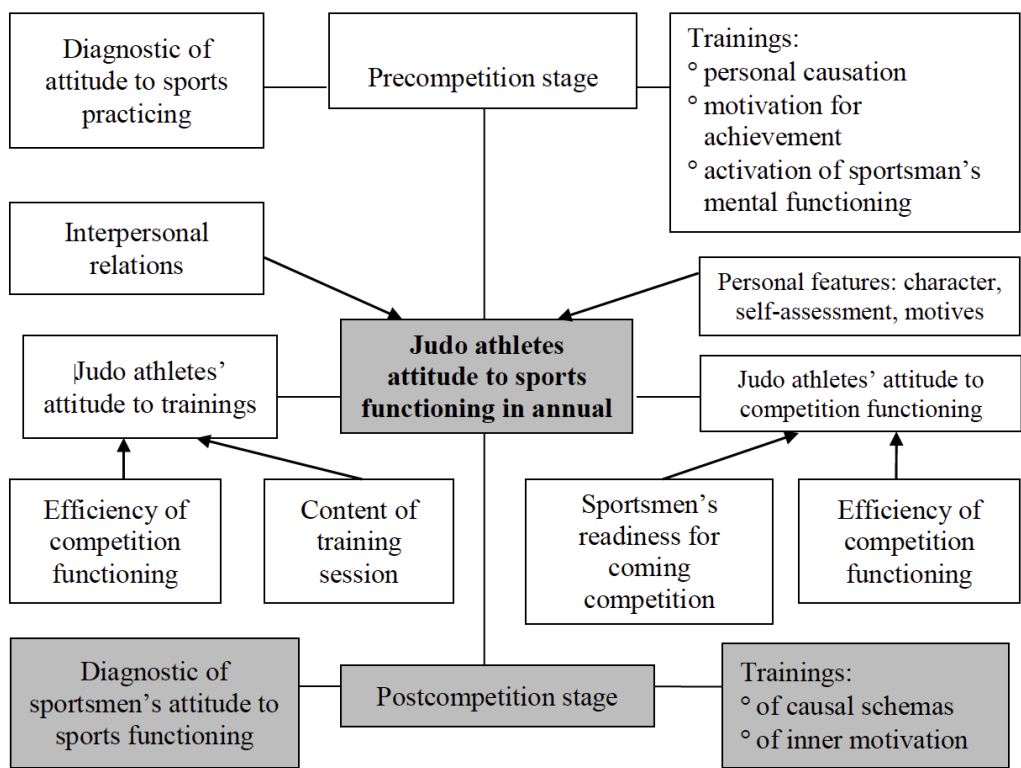 Diagnostic of
attitude to sports
practicing
Precompetition stage
Trainings:
° personal causation
° motivation for
achievement
° activation of sportsman’s
mental functioning
Interpersonal
relations
Personal features: character,
self-assessment, motives
Judo athletes
attitude to sports
functioning in annual
Judo athletes’
attitude to trainings
Judo athletes’ attitude to
competition functioning
Efficiency of
competition
functioning
Content of
training
session
Sportsmen’s
readiness for
coming
competition
Efficiency of
competition
functioning
Diagnostic of
sportsmen’s attitude to
sports functioning
Postcompetition stage
Trainings:
° of causal schemas
° of inner motivation